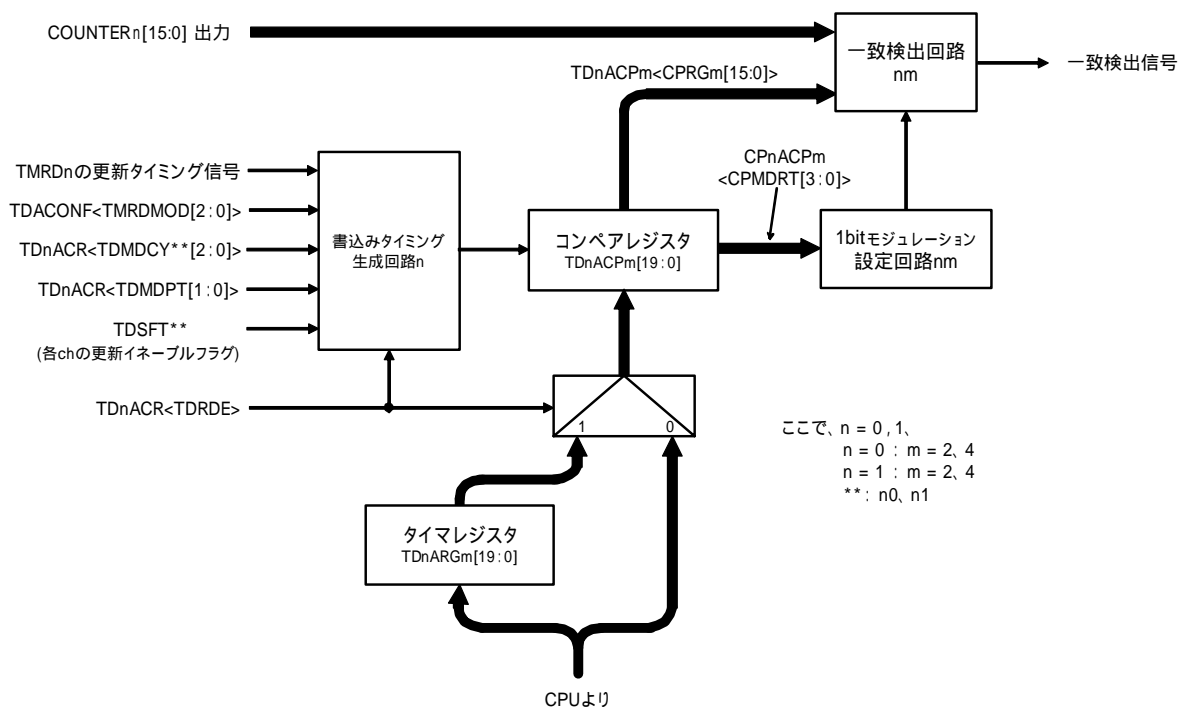 COUNTERn[15:0] 出力
一致検出回路
nm
一致検出信号
TDnACPm<CPRGm[15:0]>
TMRDnの更新タイミング信号
TDACONF<TMRDMOD[2:0]>
TDnACR<TDMDCY**[2:0]>
TDnACR<TDMDPT[1:0]>
TDSFT**
(各chの更新イネーブルフラグ)
TDnACR<TDRDE>
書込みタイミング
生成回路n
コンペアレジスタ
TDnACPm[19:0]
CPnACPm
<CPMDRT[3:0]>
1bitモジュレーション
設定回路nm
1
0
ここで、n = 0 , 1、
n = 0 : m = 2、4
n = 1 : m = 2、4
** : n0、n1
タイマレジスタ
TDnARGm[19:0]
CPUより